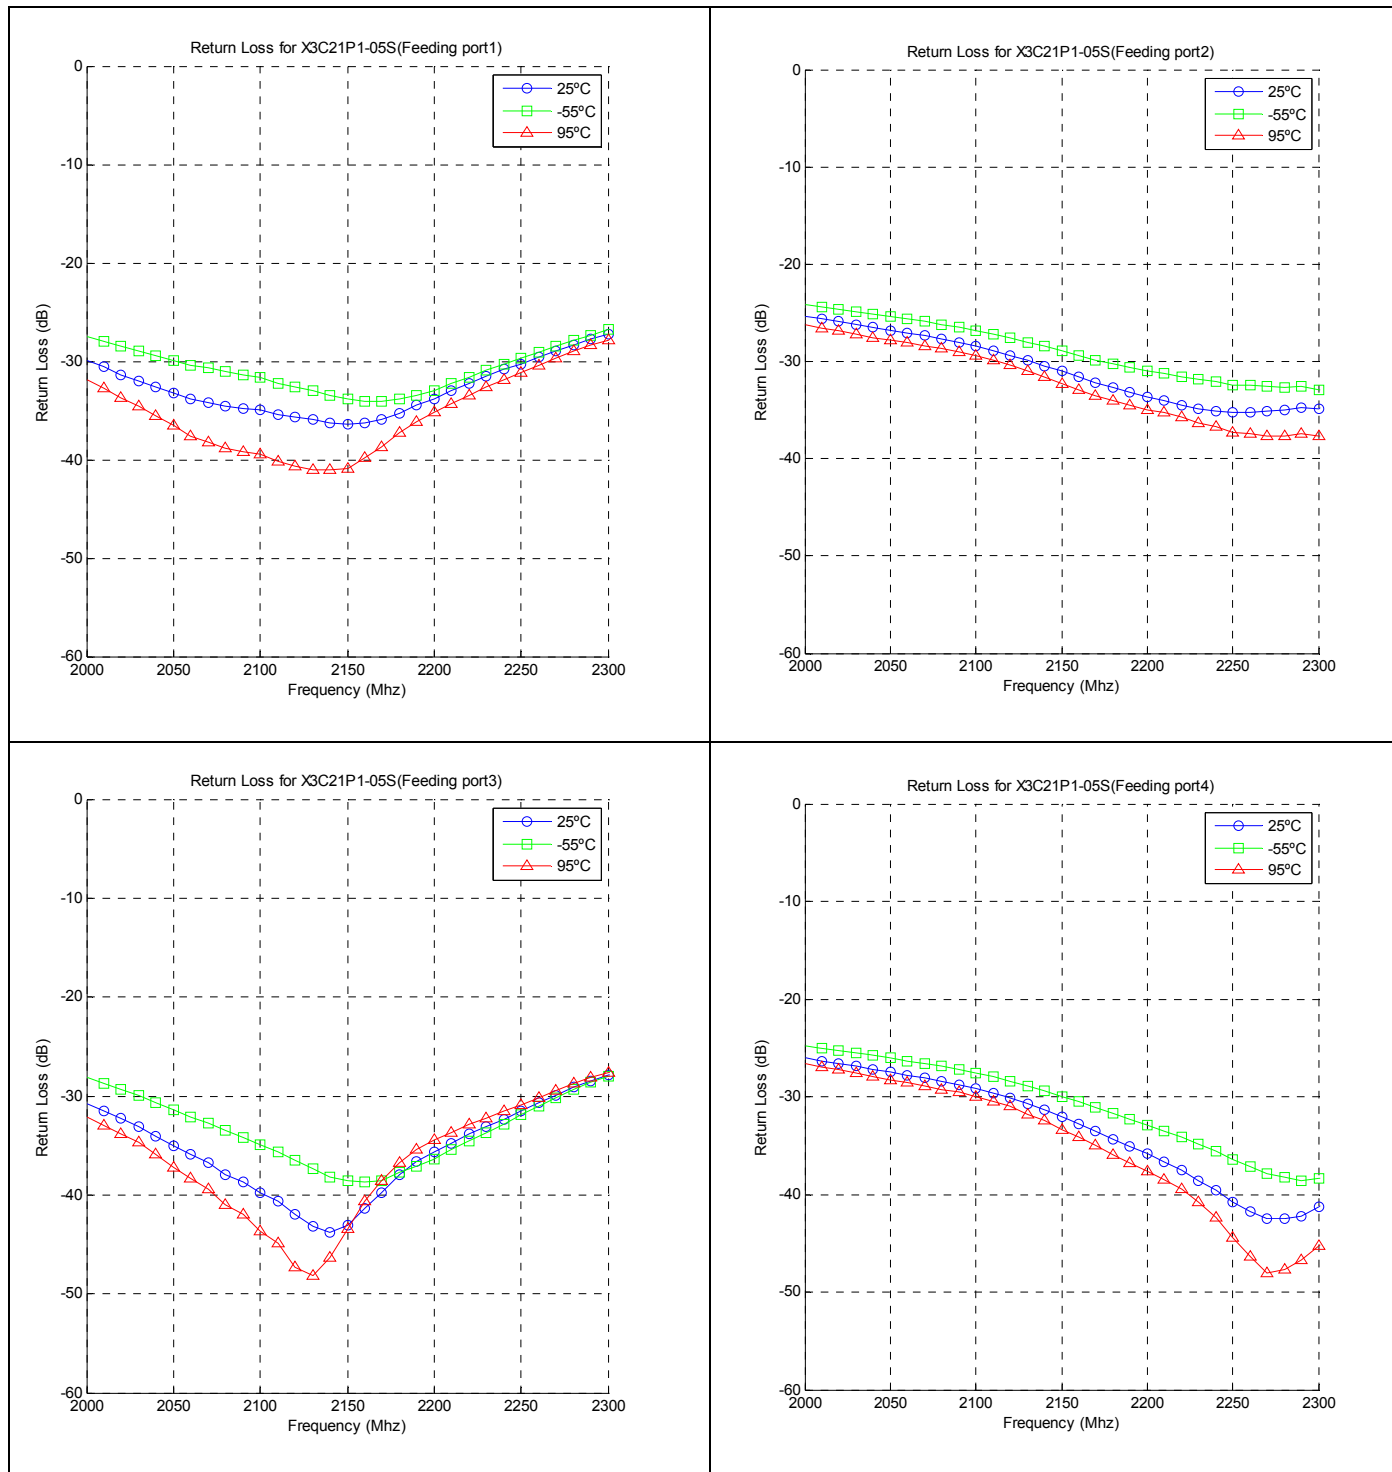 Return Loss for X3C21P1-05S(Feeding port1)
0
-10
-20
-30
-40
-50
-60
Return Loss (dB)
2000 2050 2100 2150 2200 2250 2300
Frequency (Mhz)
25ºC
-55ºC
95ºC
Return Loss for X3C21P1-05S(Feeding port2)
0
-10
-20
-30
-40
-50
-60
Return Loss (dB)
2000 2050 2100 2150 2200 2250 2300
Frequency (Mhz)
25ºC
-55ºC
95ºC
Return Loss for X3C21P1-05S(Feeding port3)
0
-10
-20
-30
-40
-50
-60
Return Loss (dB)
2000 2050 2100 2150 2200 2250 2300
Frequency (Mhz)
25ºC
-55ºC
95ºC
Return Loss for X3C21P1-05S(Feeding port4)
0
-10
-20
-30
-40
-50
-60
Return Loss (dB)
2000 2050 2100 2150 2200 2250 2300
Frequency (Mhz)
25ºC
-55ºC
95ºC